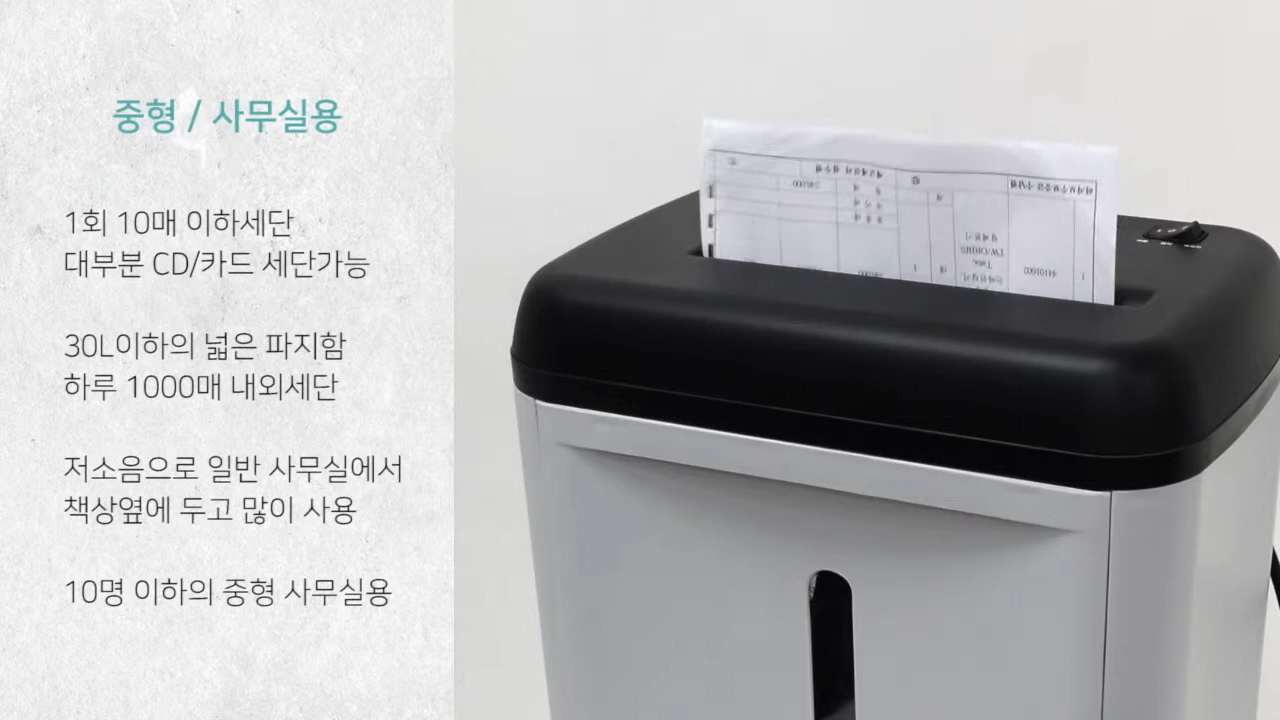 중형 / 사무실용
1회 10매 이하세단
대부분 CD/카드 세단가능
30L이하의 넓은 파지함
하루 1000매 내외세단
저소음으로 일반 사무실에서
책상옆에 두고 많이 사용
10명 이하의 중형 사무실용